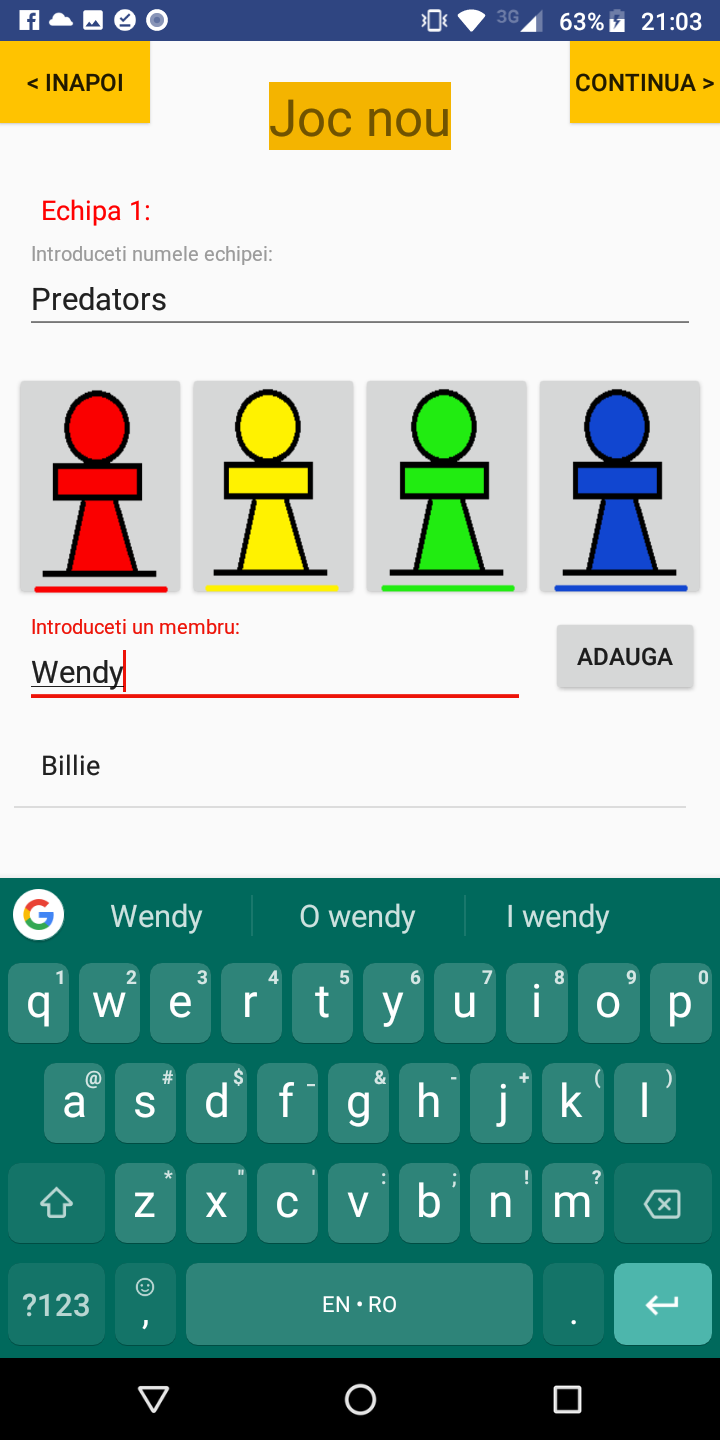 3G 63% 21:03
< INAPOI
CONTINUA >
Joc nou
Echipa 1:
Introduceti numele echipei:
Predators
Introduceti un membru:
Wendy
ADAUGA
Billie
Wendy O wendy I wendy
1 2 3 4 5 6 7 8 9 0
q w e r t y u i o p
@ # $ _ & - + ( )
a s d f g h j k l
* " ' : ; ! ?
z x c v b n m
?123 , EN • RO .